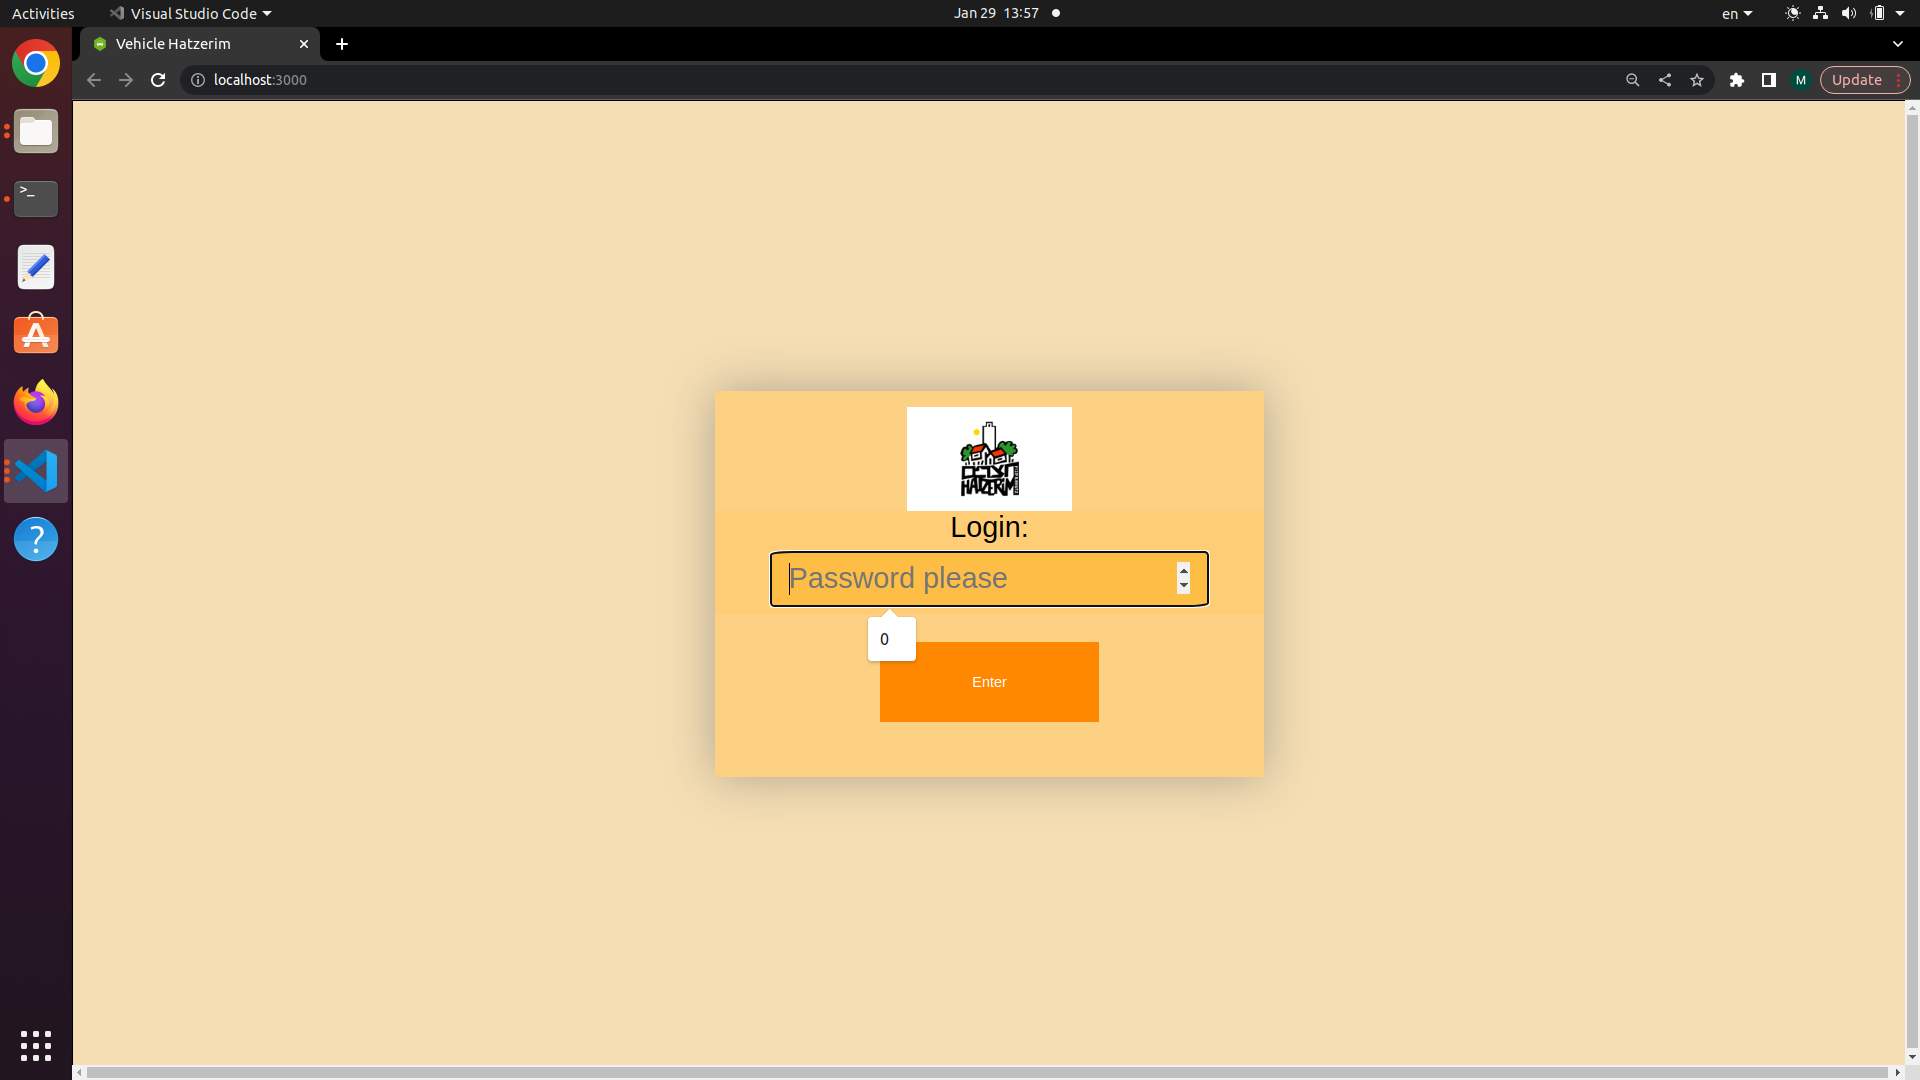 Activities
Visual Studio Code
Jan 29 13:57
en
Vehicle Hatzerim
localhost:3000
M
Update
HATZERIM
Login:
Password please
0
Enter